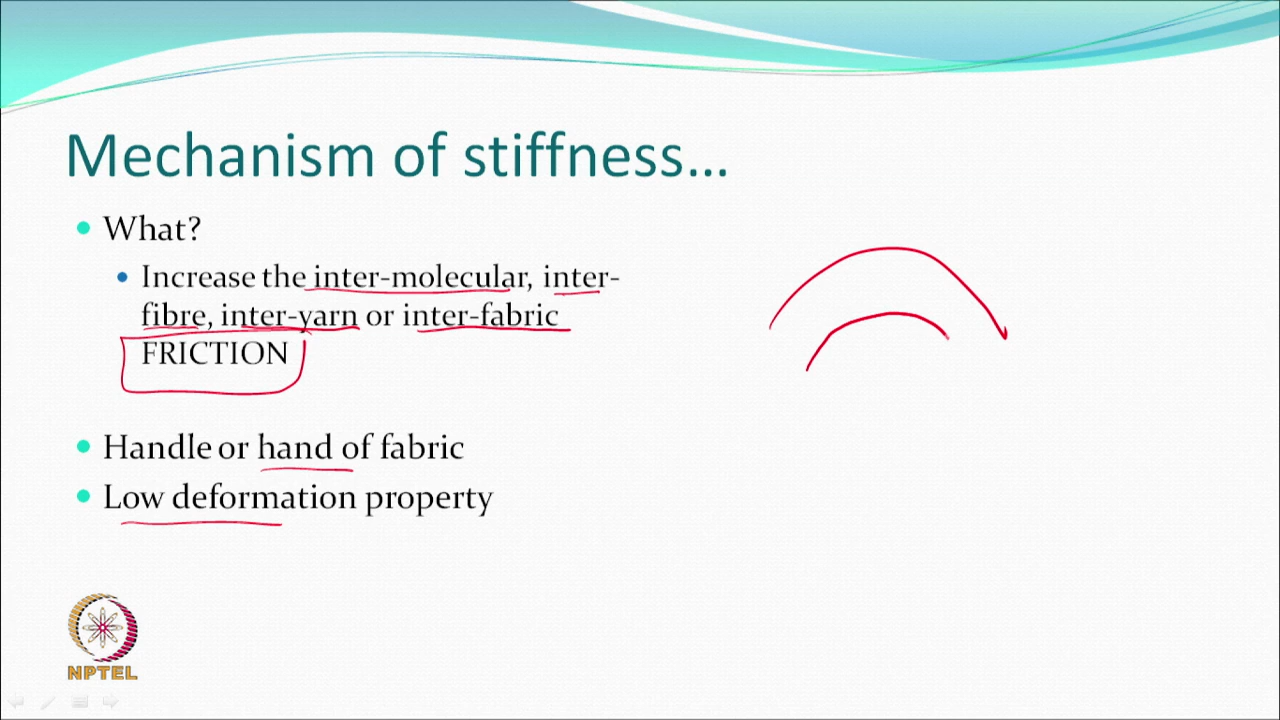 Mechanism of stiffness...
What?
Increase the inter-molecular, inter-
fibre, inter-yarn or inter-fabric
FRICTION
Handle or hand of fabric
Low deformation property
NPTEL